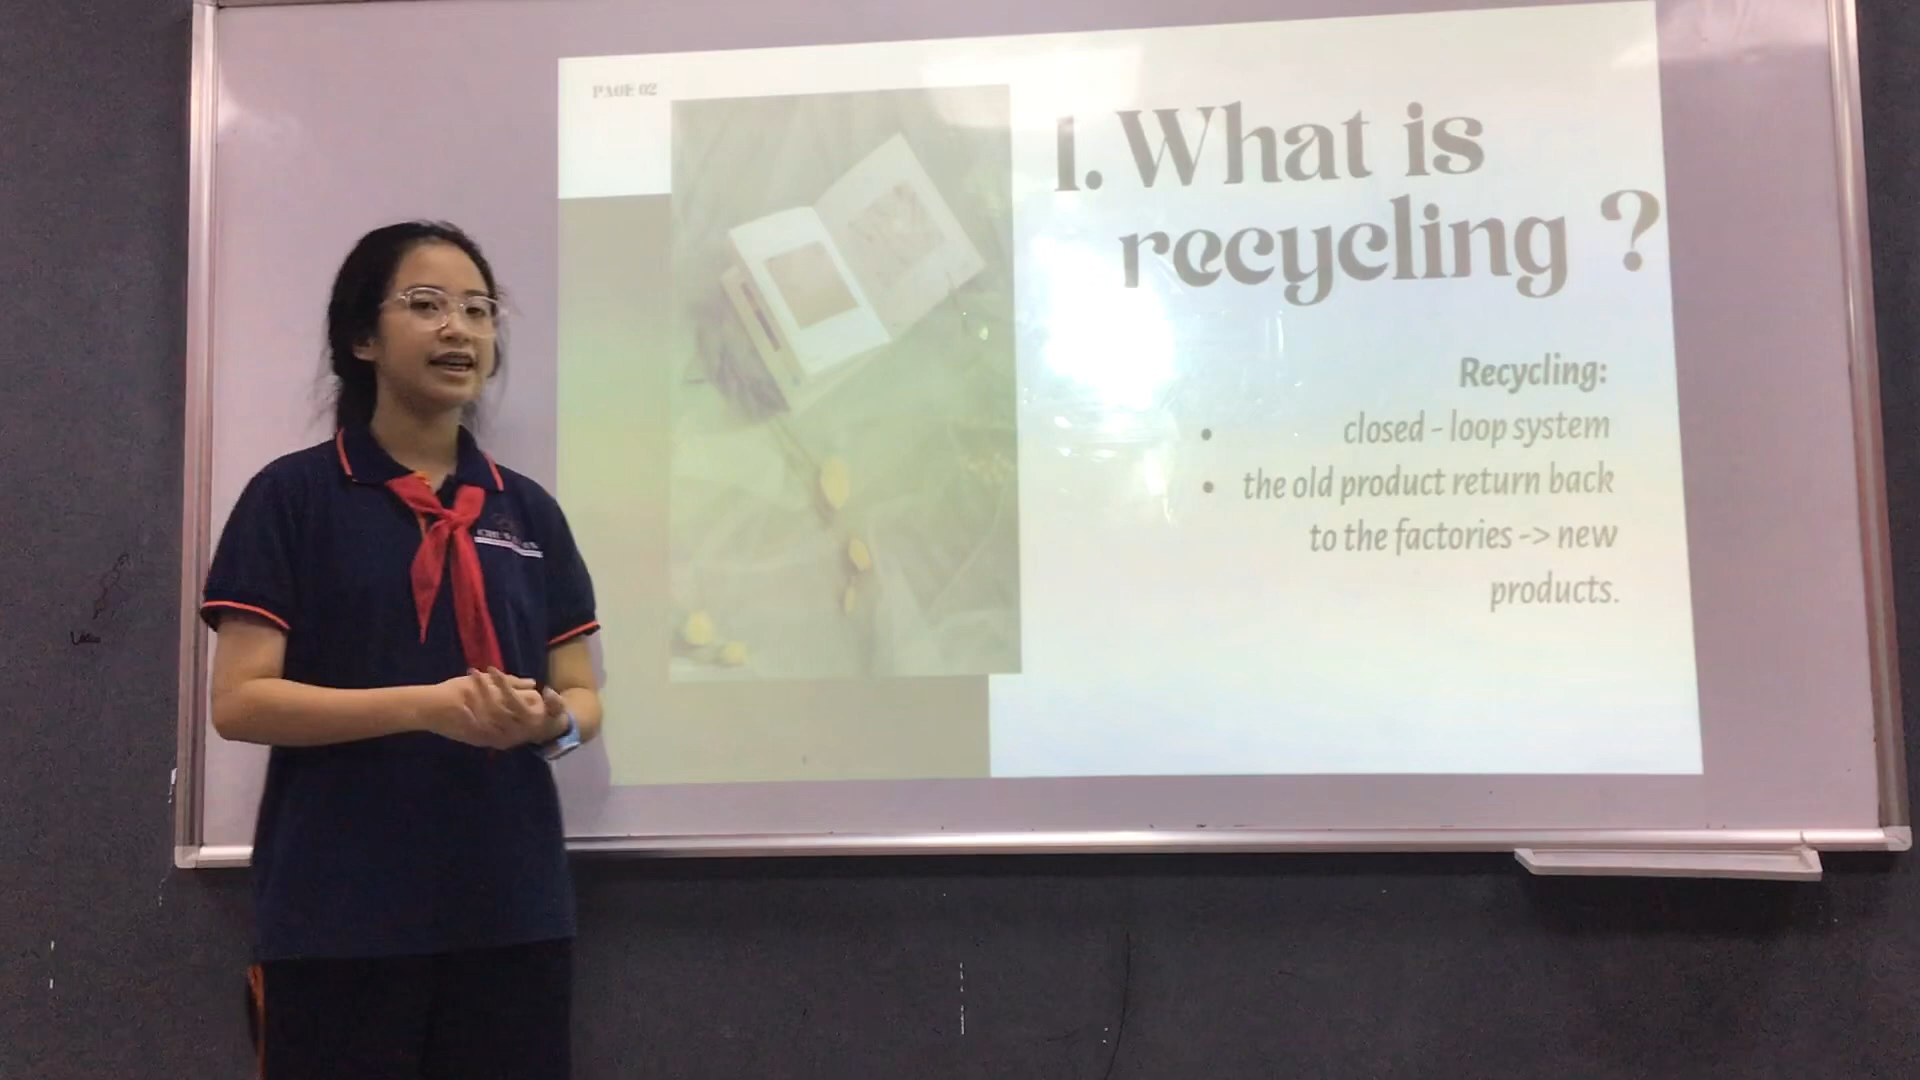 PAGE 02
1. What is
recycling ?
Recycling:
• closed - loop system
• the old product return back
to the factories -> new
products.